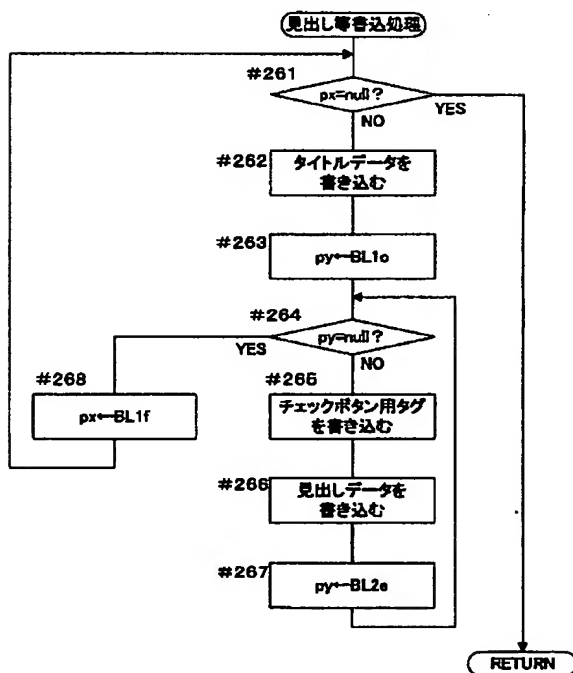 見出し等書込処理
#261
px=null?
YES
NO
#262
タイトルデータを
書き込む
#263
py←BL1c
#264
py=null?
YES
NO
#268
px←BL1f
#265
チェックボタン用タグ
を書き込む
#266
見出しデータを
書き込む
#267
py←BL2e
RETURN